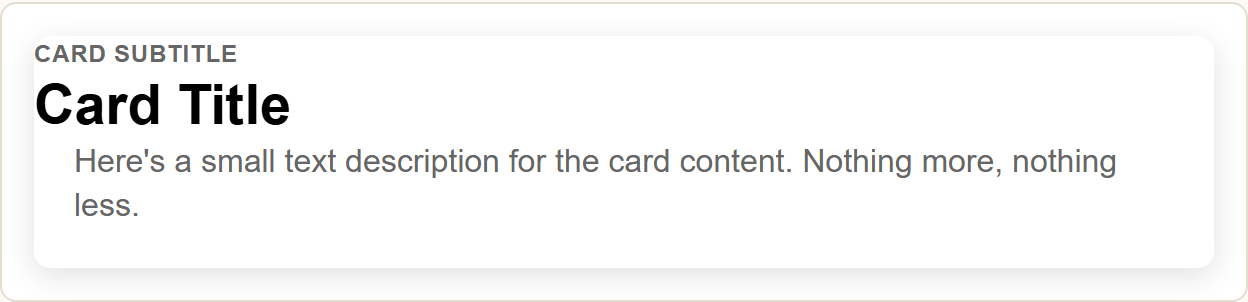 CARD SUBTITLE
Card Title
Here's a small text description for the card content. Nothing more, nothing
less.